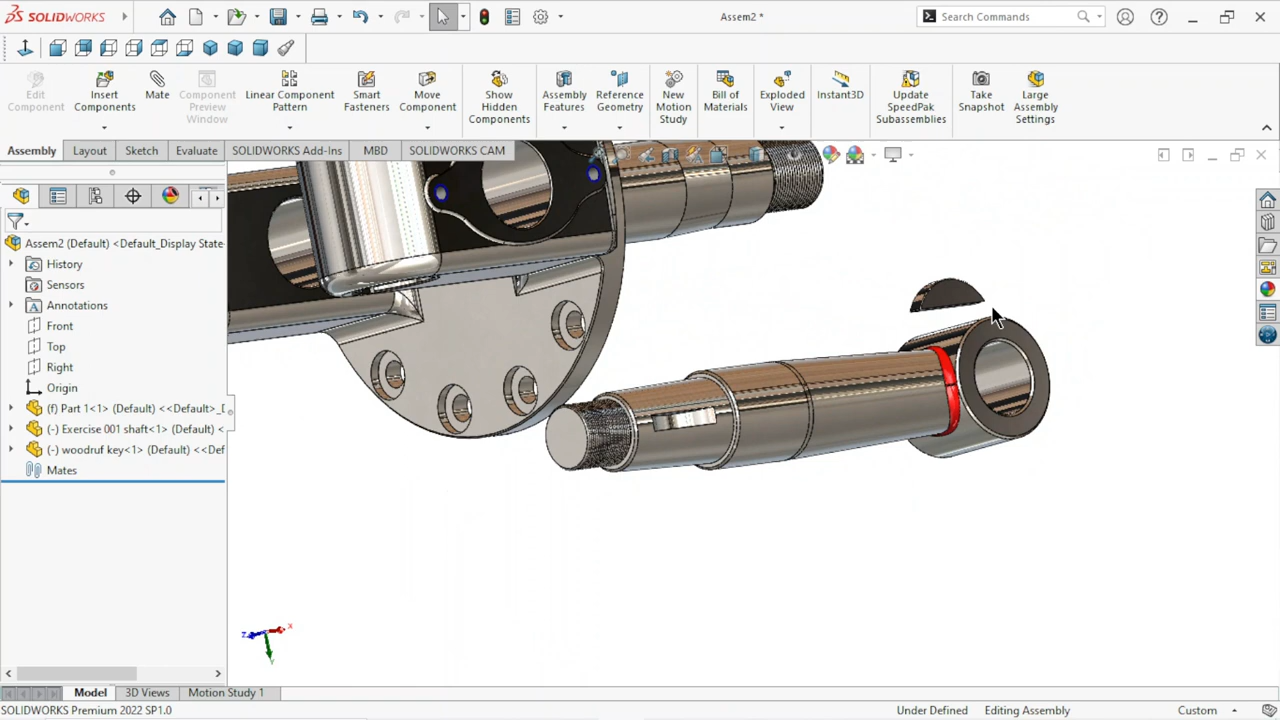 SOLIDWORKS
Assem2 *
Search Commands
Edit Component
Insert Components
Mate
Component Preview Window
Linear Component Pattern
Smart Fasteners
Move Component
Show Hidden Components
Assembly Features
Reference Geometry
New Motion Study
Bill of Materials
Exploded View
Instant3D
Update SpeedPak Subassemblies
Take Snapshot
Large Assembly Settings
Assembly
Layout
Sketch
Evaluate
SOLIDWORKS Add-Ins
MBD
SOLIDWORKS CAM
Assem2 (Default) <Default_Display State-
History
Sensors
Annotations
Front
Top
Right
Origin
(f) Part 1<1> (Default) <<Default>_D
(-) Exercise 001 shaft<1> (Default) <
(-) woodruf key<1> (Default) <<Def
Mates
z
x
Y
Model
3D Views
Motion Study 1
SOLIDWORKS Premium 2022 SP1.0
Under Defined
Editing Assembly
Custom